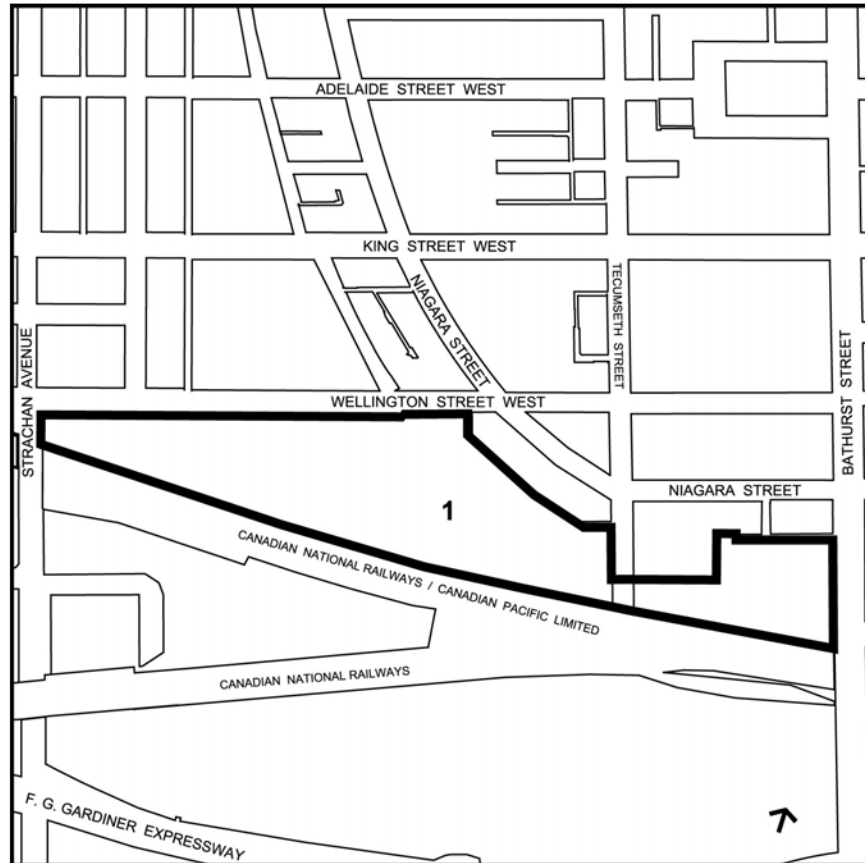 ADELAIDE STREET WEST
KING STREET WEST
NIAGARA STREET
TECUMSETH STREET
STRACHAN AVENUE
BATHURST STREET
WELLINGTON STREET WEST
NIAGARA STREET
1
CANADIAN NATIONAL RAILWAYS / CANADIAN PACIFIC LIMITED
CANADIAN NATIONAL RAILWAYS
F. G. GARDINER EXPRESSWAY